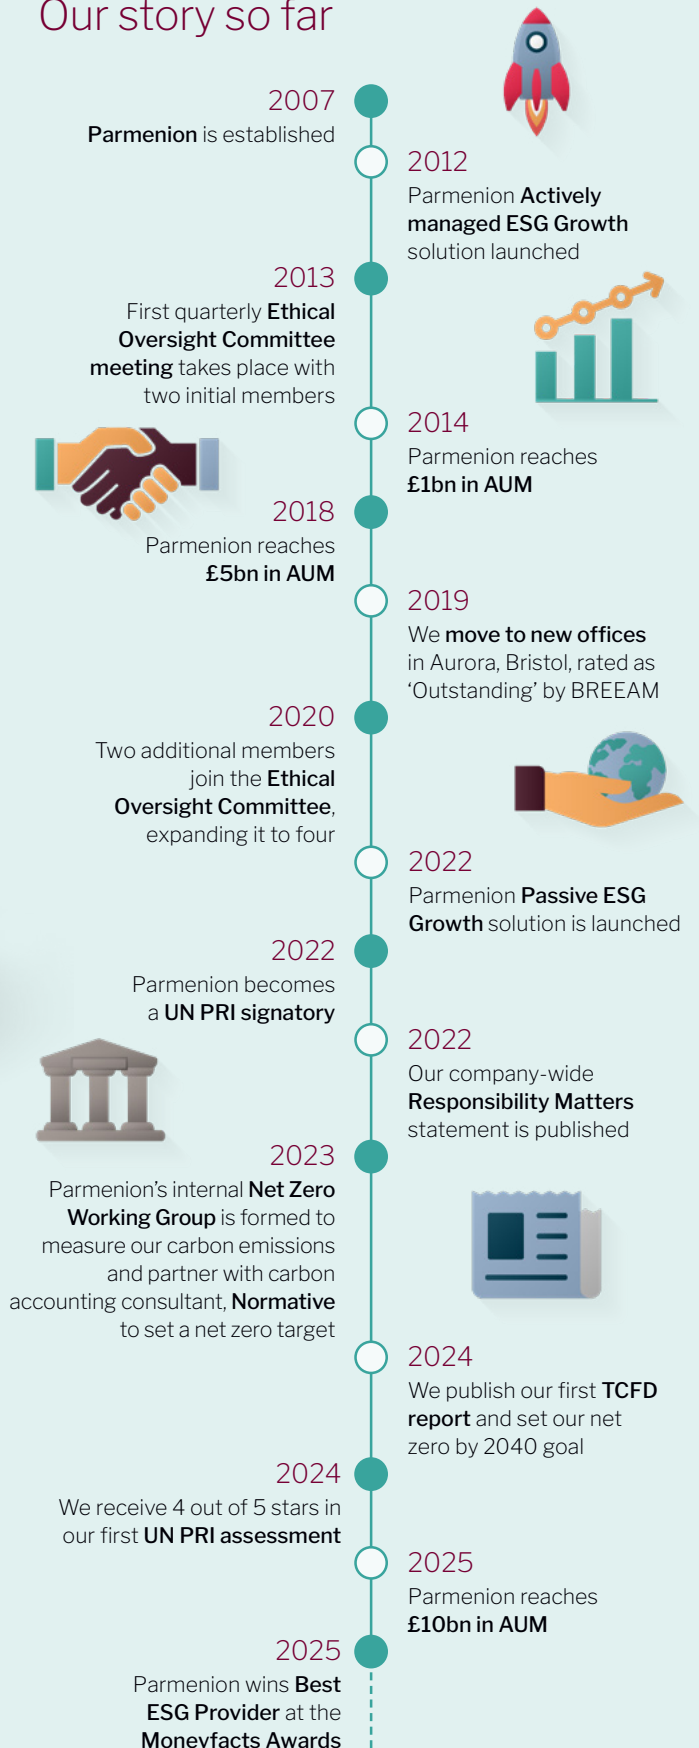 Our story so far
2007
Parmenion is established
2012
Parmenion Actively
managed ESG Growth
solution launched
2013
First quarterly Ethical
Oversight Committee
meeting takes place with
two initial members
2014
Parmenion reaches
£1bn in AUM
2018
Parmenion reaches
£5bn in AUM
2019
We move to new offices
in Aurora, Bristol, rated as
‘Outstanding’ by BREEAM
2020
Two additional members
join the Ethical
Oversight Committee,
expanding it to four
2022
Parmenion Passive ESG
Growth solution is launched
2022
Parmenion becomes
a UN PRI signatory
2022
Our company-wide
Responsibility Matters
statement is published
2023
Parmenion’s internal Net Zero
Working Group is formed to
measure our carbon emissions
and partner with carbon
accounting consultant, Normative
to set a net zero target
2024
We publish our first TCFD
report and set our net
zero by 2040 goal
2024
We receive 4 out of 5 stars in
our first UN PRI assessment
2025
Parmenion reaches
£10bn in AUM
2025
Parmenion wins Best
ESG Provider at the
Moneyfacts Awards